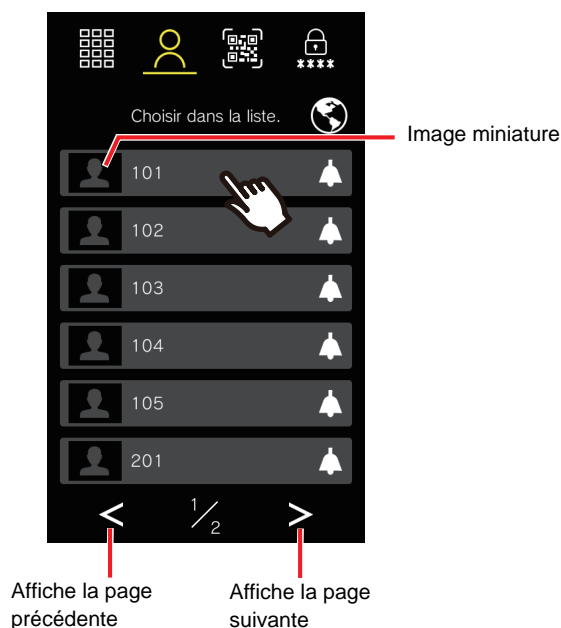 ****
Choisir dans la liste.
Image miniature
101
102
103
104
105
201
< 1/2 >
Affiche la page
précédente
Affiche la page
suivante